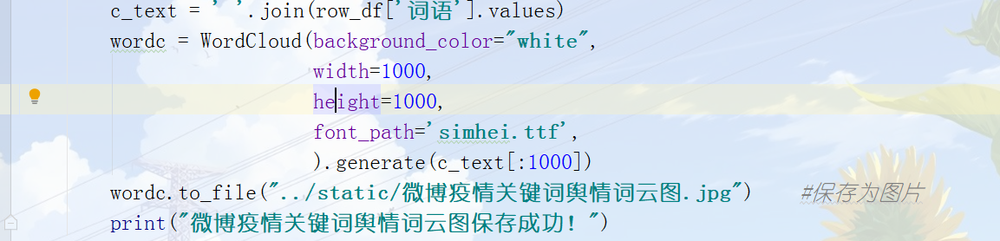 c_text = ' '.join(row_df['词语'].values)
wordc = WordCloud(background_color="white",
width=1000,
height=1000,
font_path='simhei.ttf',
).generate(c_text[:1000])
wordc.to_file("../static/微博疫情关键词舆情词云图.jpg") #保存为图片
print("微博疫情关键词舆情词云图保存成功！")